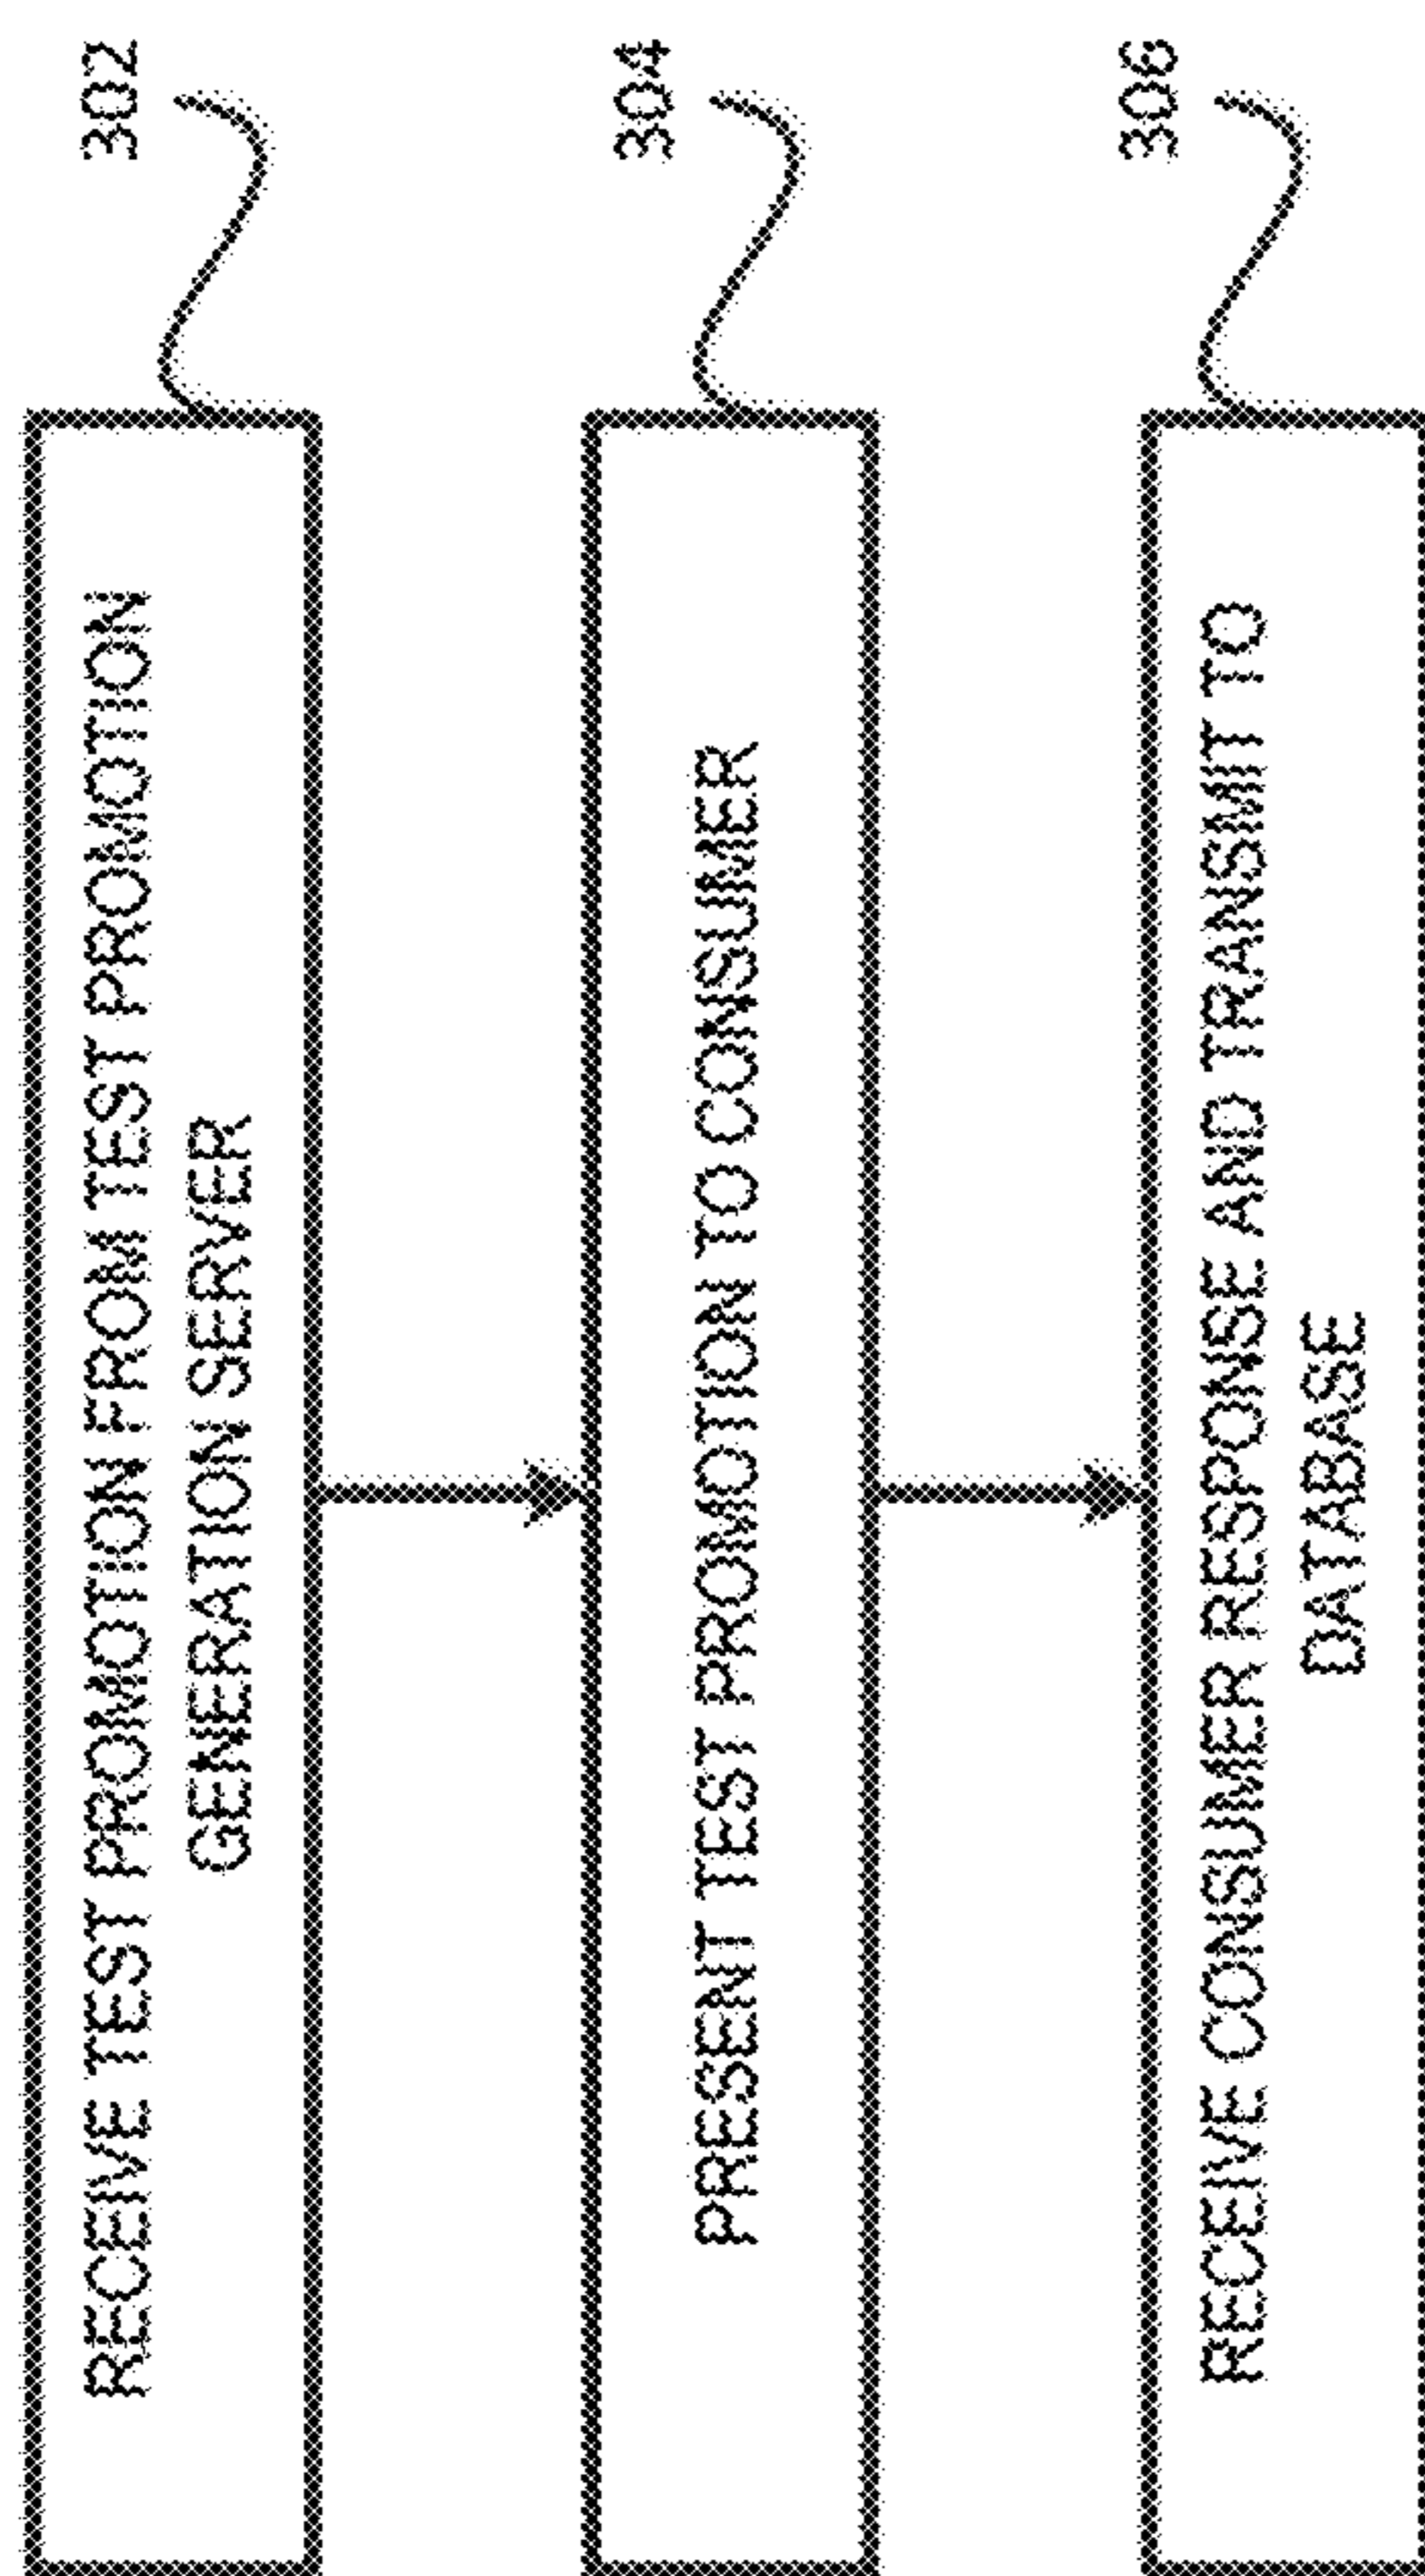 RECEIVE TEST PROMOTION FROM TEST PROMOTION
GENERATION SERVER
302
PRESENT TEST PROMOTION TO CONSUMER
304
RECEIVE CONSUMER RESPONSE AND TRANSMIT TO
DATABASE
306